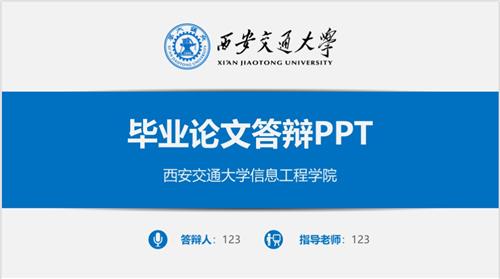 西安交通大学
XI'AN JIAOTONG UNIVERSITY
毕业论文答辩PPT
西安交通大学信息工程学院
答辩人：123 指导老师：123